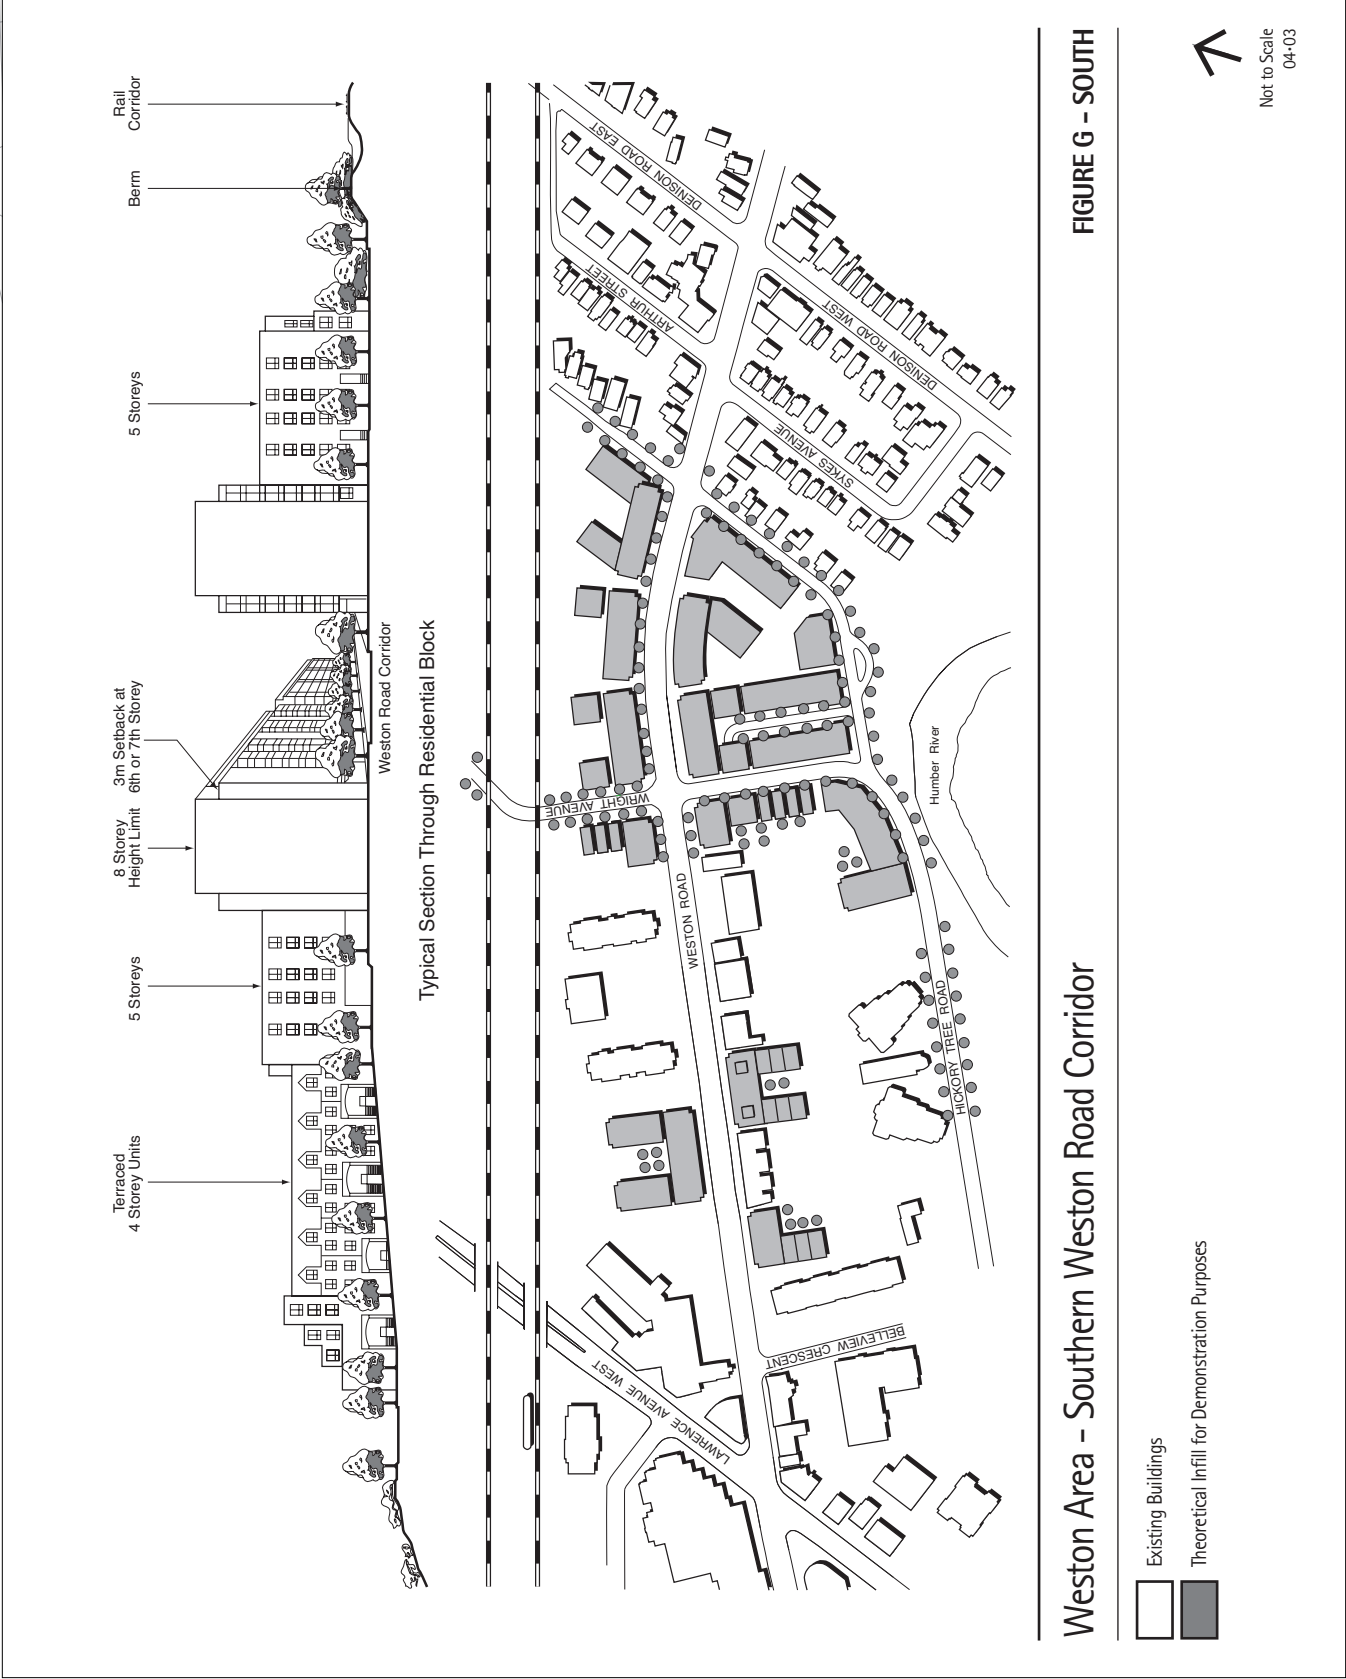 Terraced
4 Storey Units
5 Storeys
8 Storey
Height Limit
3m Setback at
6th or 7th Storey
5 Storeys
Berm
Rail
Corridor
Weston Road Corridor
Typical Section Through Residential Block
LAWRENCE AVENUE WEST
WRIGHT AVENUE
ARTHUR STREET
DENISON ROAD EAST
WESTON ROAD
BELLEVIEW CRESCENT
SYKES AVENUE
DENISON ROAD WEST
HICKORY TREE ROAD
Humber River
Weston Area - Southern Weston Road Corridor
FIGURE G - SOUTH
Existing Buildings
Theoretical Infill for Demonstration Purposes
Not to Scale
04•03